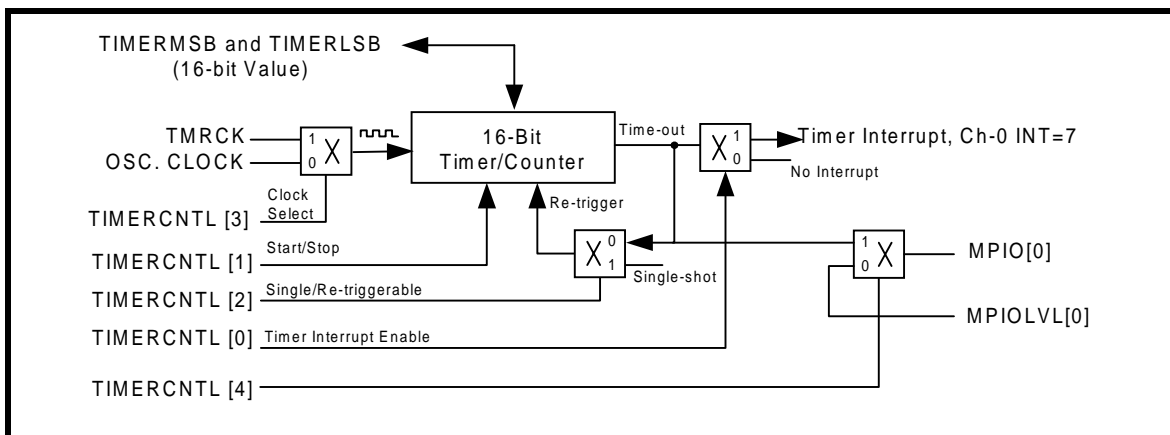 TIMERMSB and TIMERLSB
(16-bit Value)
TMRCK
OSC. CLOCK
1
0
X
16-Bit
Timer/Counter
Time-out
X
1
0
Timer Interrupt, Ch-0 INT=7
No Interrupt
Clock
Select
TIMERCNTL [3]
Re-trigger
Start/Stop
TIMERCNTL [1]
X
0
1
Single-shot
1
0
X
MPIO[0]
TIMERCNTL [2]
Single/Re-triggerable
MPIOLVL[0]
TIMERCNTL [0]
Timer Interrupt Enable
TIMERCNTL [4]